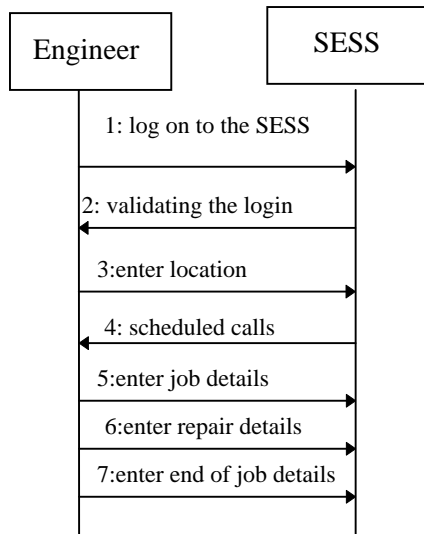 Engineer
SESS
1: log on to the SESS
2: validating the login
3:enter location
4: scheduled calls
5:enter job details
6:enter repair details
7:enter end of job details